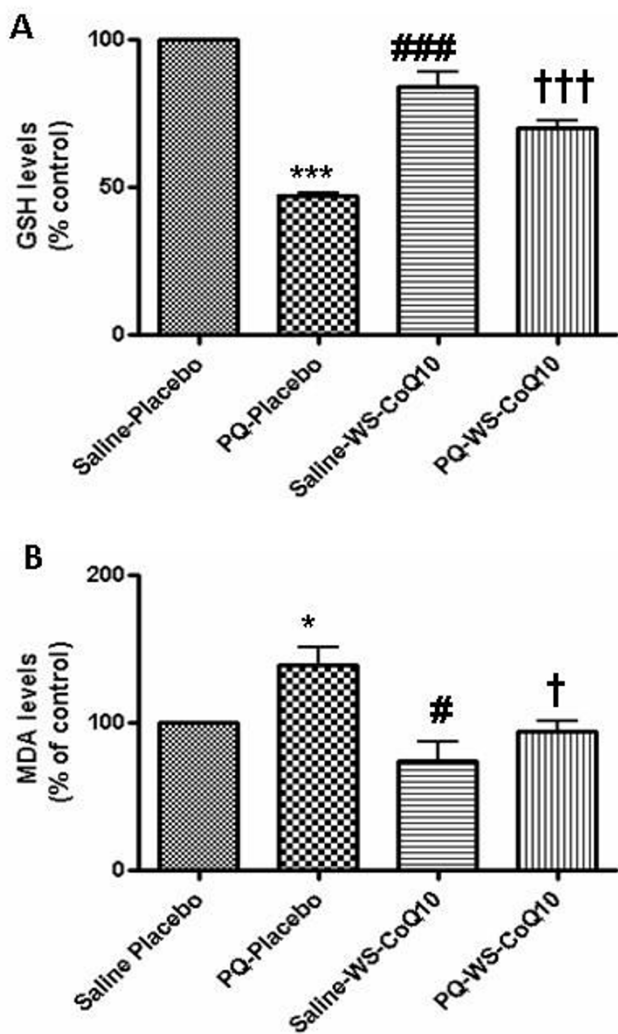 A
100
###
†††
***
50
0
GSH levels
(% control)
Saline-Placebo
PQ-Placebo
Saline-WS-CoQ10
PQ-WS-CoQ10
B
200
*
†
#
100
0
MDA levels
(% of control)
Saline Placebo
PQ-Placebo
Saline-WS-CoQ10
PQ-WS-CoQ10